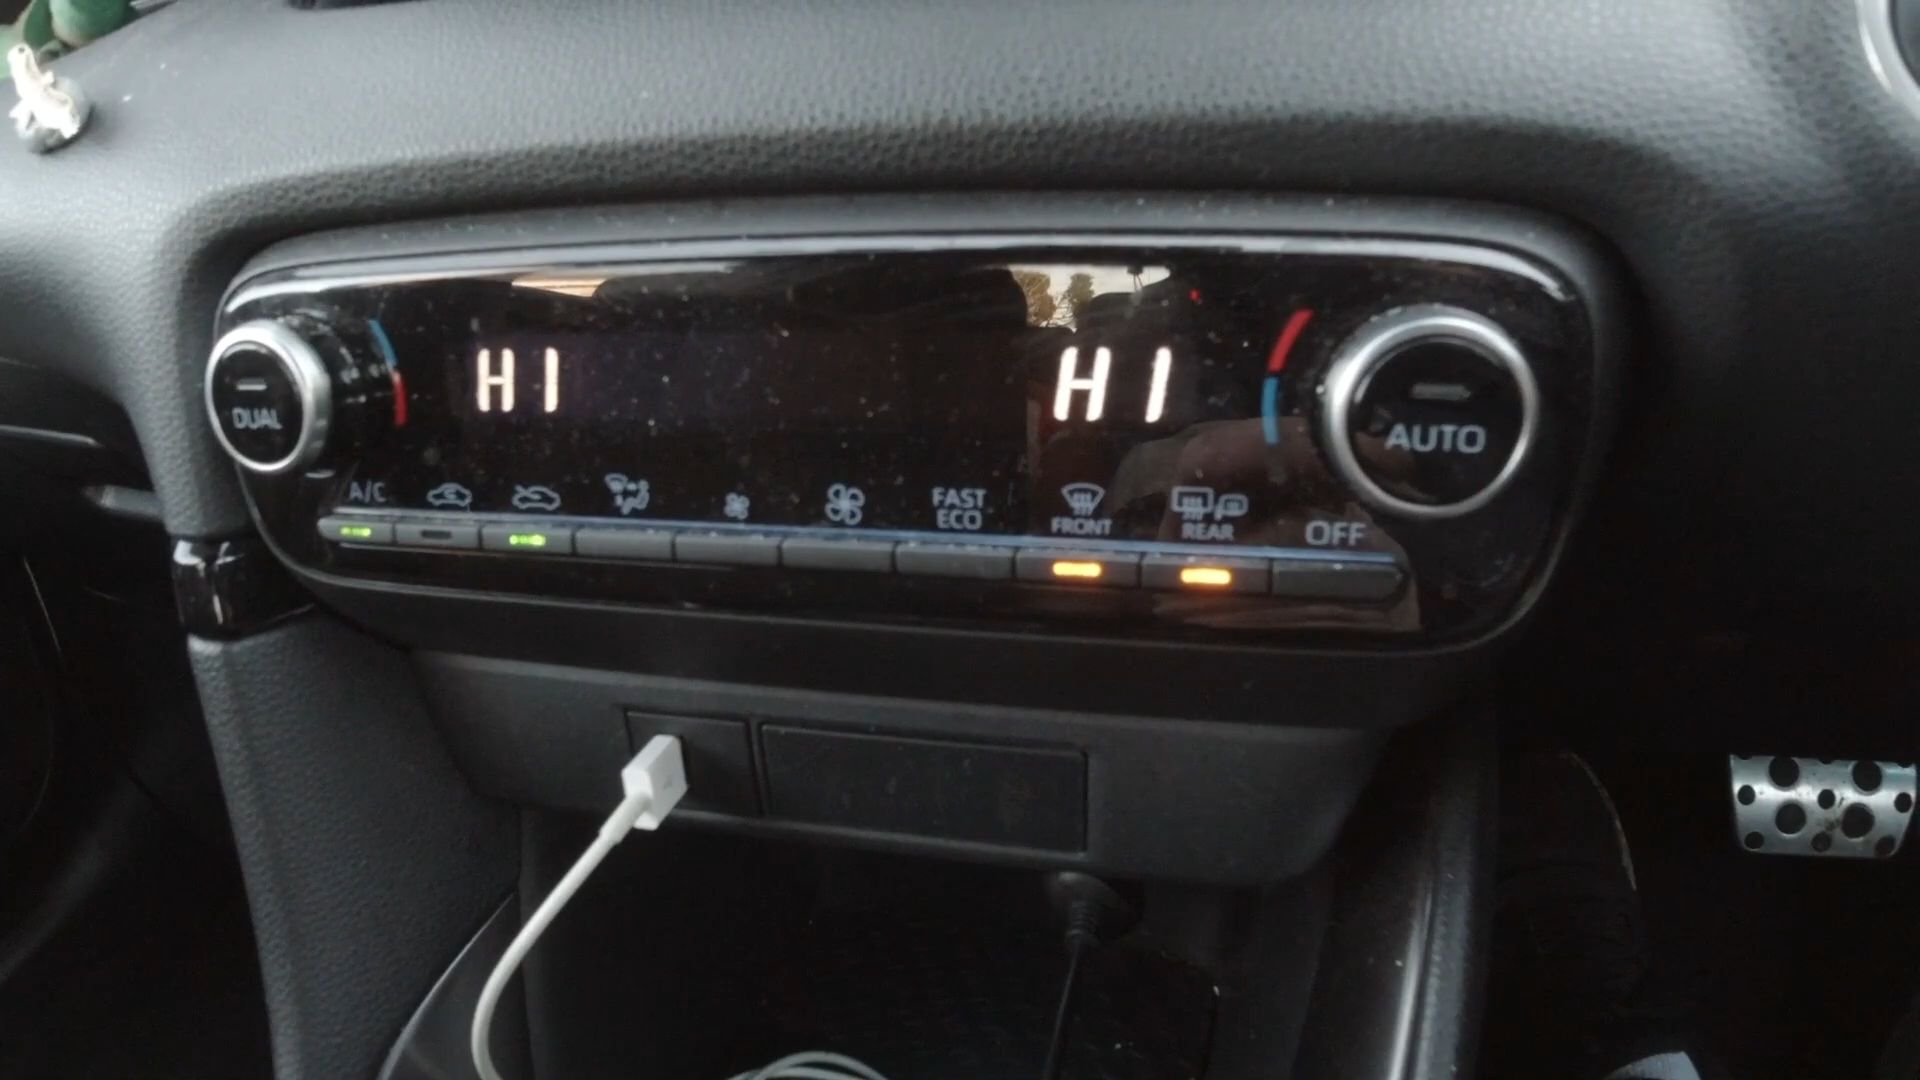 HI HI
DUAL
AUTO
A/C
FAST
ECO
FRONT
REAR
OFF